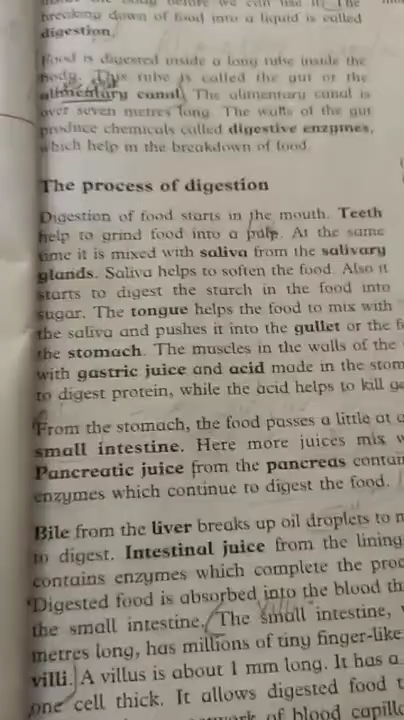 before we can use it. The
breaking down of food into a liquid is called
digestion.
Food is digested inside a long tube inside the
body. This tube is called the gut or the
alimentary canal. The alimentary canal is
over seven metres long. The walls of the gut
produce chemicals called digestive enzymes,
which help in the breakdown of food.
The process of digestion
Digestion of food starts in the mouth. Teeth
help to grind food into a pulp. At the same
time it is mixed with saliva from the salivary
glands. Saliva helps to soften the food. Also it
starts to digest the starch in the food into
sugar. The tongue helps the food to mix with
the saliva and pushes it into the gullet or the
the stomach. The muscles in the walls of the
with gastric juice and acid made in the stom
to digest protein, while the acid helps to kill
From the stomach, the food passes a little at
small intestine. Here more juices mix
Pancreatic juice from the pancreas contai
enzymes which continue to digest the food.
Bile from the liver breaks up oil droplets to
to digest. Intestinal juice from the lining
contains enzymes which complete the proc
Digested food is absorbed into the blood th
the small intestine. The small intestine,
metres long, has millions of tiny finger-like
villi. A villus is about 1 mm long. It has a
one cell thick. It allows digested food
of blood capill